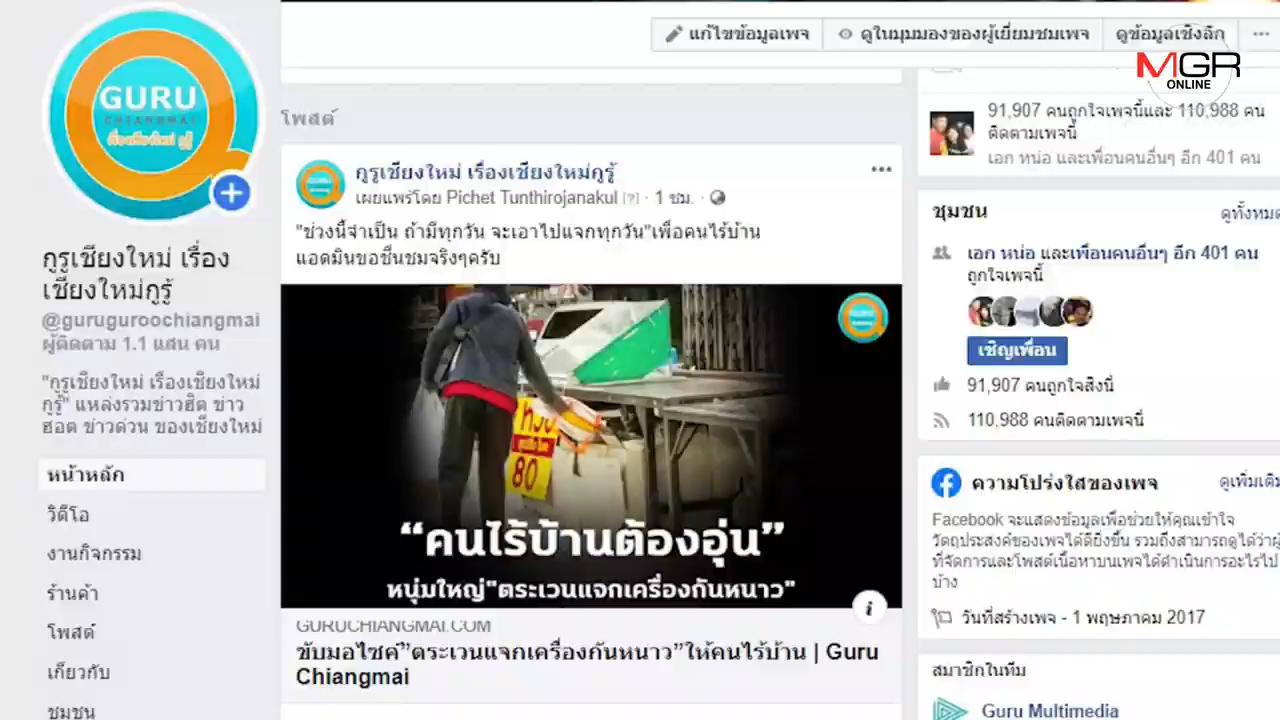 GURU
CHIANGMAI
เรื่องเชียงใหม่ กูรู้
กูรูเชียงใหม่ เรื่อง
เชียงใหม่กูรู้
@guruguroochiangmai
ผู้ติดตาม 1.1 แสน คน
"กูรูเชียงใหม่ เรื่องเชียงใหม่
กูรู้" แหล่งรวมข่าวฮิต ข่าว
ฮอต ข่าวด่วน ของเชียงใหม่
หน้าหลัก
วิดีโอ
งานกิจกรรม
ร้านค้า
โพสต์
เกี่ยวกับ
ชุมชน
แก้ไขข้อมูลเพจ
ดูในมุมมองของผู้เยี่ยมชมเพจ
ดูข้อมูลเชิงลึก
MGR
ONLINE
โพสต์
กูรูเชียงใหม่ เรื่องเชียงใหม่กูรู้
เผยแพร่โดย Pichet Tunthirojanakul [?] · 1 ชม. ·
"ช่วงนี้จำเป็น ถ้ามีทุกวัน จะเอาไปแจกทุกวัน"เพื่อคนไร้บ้าน
แอดมินขอชื่นชมจริงๆครับ
80
“คนไร้บ้านต้องอุ่น”
หนุ่มใหญ่"ตระเวนแจกเครื่องกันหนาว"
GURUCHIANGMAI.COM
ขับมอไซค์”ตระเวนแจกเครื่องกันหนาว”ให้คนไร้บ้าน | Guru
Chiangmai
91,907 คนถูกใจเพจนี้และ 110,988 คน
ติดตามเพจนี้
เอก หน่อ และเพื่อนคนอื่นๆ อีก 401 คน
ชุมชน
ดูทั้งหมด
เอก หน่อ และเพื่อนคนอื่นๆ อีก 401 คน
ถูกใจเพจนี้
เชิญเพื่อน
91,907 คนถูกใจสิ่งนี้
110,988 คนติดตามเพจนี้
ความโปร่งใสของเพจ
ดูเพิ่มเติม
Facebook จะแสดงข้อมูลเพื่อช่วยให้คุณเข้าใจ
วัตถุประสงค์ของเพจได้ดียิ่งขึ้น รวมถึงสามารถดูได้ว่าผู้
ที่จัดการและโพสต์เนื้อหาบนเพจได้ดำเนินการอะไรไป
บ้าง
วันที่สร้างเพจ - 1 พฤษภาคม 2017
สมาชิกในทีม
Guru Multimedia